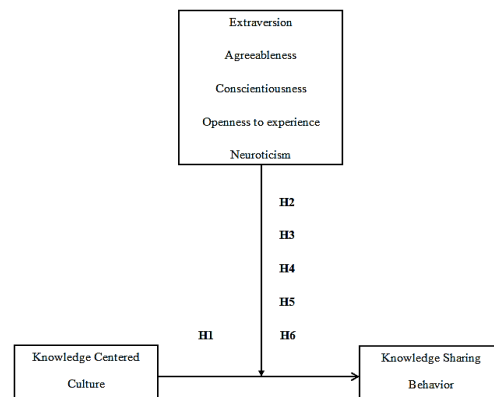 Extraversion
Agreeableness
Conscientiousness
Openness to experience
Neuroticism
H2
H3
H4
H5
H1
H6
Knowledge Centered
Culture
Knowledge Sharing
Behavior